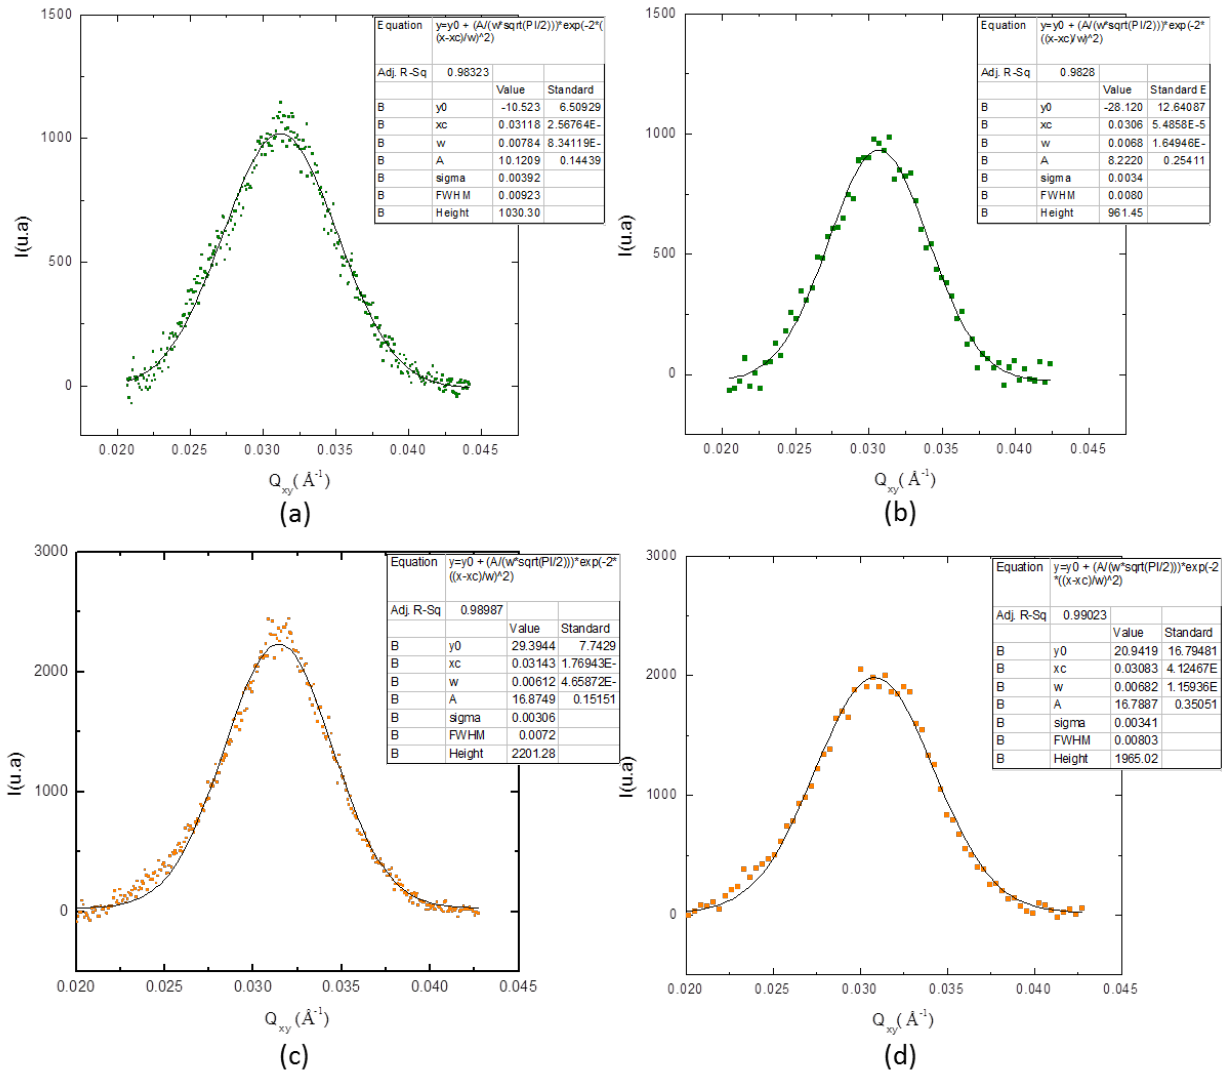 1500
1000
500
0
I(u.a)
0.020 0.025 0.030 0.035 0.040 0.045
Qxy( Å-1)
Equation y=y0 + (A/(w*sqrt(PI/2)))*exp(-2*(
(x-xc)/w)^2)
Adj. R-Sq 0.98323
Value Standard
B y0 -10.523 6.50929
B xc 0.03118 2.56764E-
B w 0.00784 8.34119E-
B A 10.1209 0.14439
B sigma 0.00392
B FWHM 0.00923
B Height 1030.30
(a)
1500
1000
500
0
I(u.a)
0.020 0.025 0.030 0.035 0.040 0.045
Qxy( Å-1)
Equation y=y0 + (A/(w*sqrt(PI/2)))*exp(-2*
((x-xc)/w)^2)
Adj. R-Sq 0.9828
Value Standard E
B y0 -28.120 12.64087
B xc 0.0306 5.4858E-5
B w 0.0068 1.64946E-
B A 8.2220 0.25411
B sigma 0.0034
B FWHM 0.0080
B Height 961.45
(b)
3000
2000
1000
0
I(u.a)
0.020 0.025 0.030 0.035 0.040 0.045
Qxy (Å-1)
Equation y=y0 + (A/(w*sqrt(PI/2)))*exp(-2*
((x-xc)/w)^2)
Adj. R-Sq 0.98987
Value Standard
B y0 29.3944 7.7429
B xc 0.03143 1.76943E-
B w 0.00612 4.65872E-
B A 16.8749 0.15151
B sigma 0.00306
B FWHM 0.0072
B Height 2201.28
(c)
3000
2000
1000
0
I(u.a)
0.020 0.025 0.030 0.035 0.040 0.045
Qxy (Å-1)
Equation y=y0 + (A/(w*sqrt(PI/2)))*exp(-2
*((x-xc)/w)^2)
Adj. R-Sq 0.99023
Value Standard
B y0 20.9419 16.79481
B xc 0.03083 4.12467E
B w 0.00682 1.15936E
B A 16.7887 0.35051
B sigma 0.00341
B FWHM 0.00803
B Height 1965.02
(d)